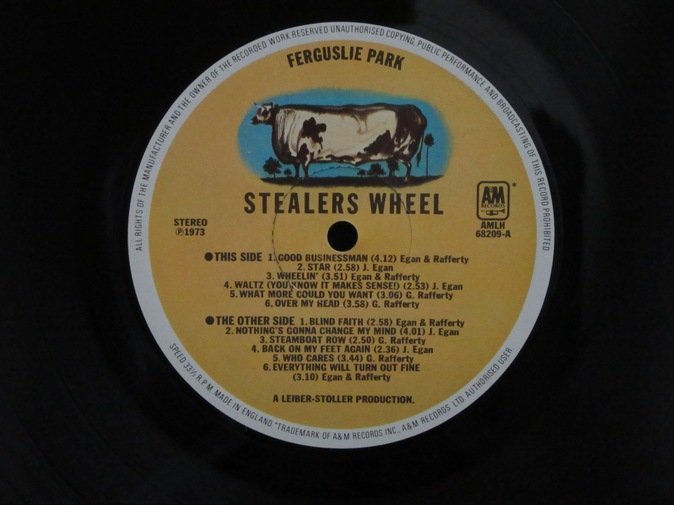 ALL RIGHTS OF THE MANUFACTURER AND THE OWNER OF THE RECORDED WORK RESERVED UNAUTHORISED COPYING, PUBLIC PERFORMANCE AND BROADCASTING OF THIS RECORD PROHIBITED
FERGUSLIE PARK
STEALERS WHEEL
A&M
RECORDS
STEREO
℗1973
AMLH
68209-A
●THIS SIDE 1. GOOD BUSINESSMAN (4.12) Egan & Rafferty
2. STAR (2.58) J. Egan
3. WHEELIN' (3.51) Egan & Rafferty
4. WALTZ (YOU KNOW IT MAKES SENSE!) (2.53) J. Egan
5. WHAT MORE COULD YOU WANT (3.06) G. Rafferty
6. OVER MY HEAD (3.58) G. Rafferty
●THE OTHER SIDE 1. BLIND FAITH (2.58) Egan & Rafferty
2. NOTHING'S GONNA CHANGE MY MIND (4.01) J. Egan
3. STEAMBOAT ROW (2.50) G. Rafferty
4. BACK ON MY FEET AGAIN (2.36) J. Egan
5. WHO CARES (3.44) G. Rafferty
6. EVERYTHING WILL TURN OUT FINE
(3.10) Egan & Rafferty
A LEIBER-STOLLER PRODUCTION.
SPEED 33⅓ R.P.M. MADE IN ENGLAND *TRADEMARK OF A&M RECORDS INC., A&M RECORDS LTD. AUTHORISED USER.